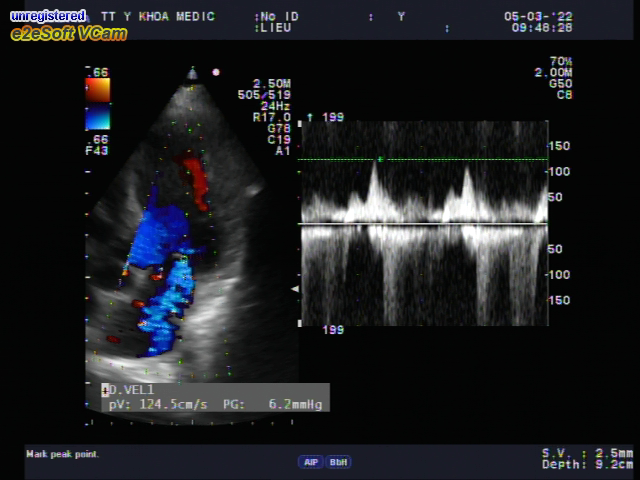 unregistered
e2eSoft VCam
TT Y KHOA MEDIC :No ID : Y 05-03-'22
:LIEU : 09:48:28
.66
.66
F43
2.50M
505/519
24Hz
R17.0
G78
C19
A1
70%
2.00M
G50
C8
↑ 199
150
100
50
50
100
150
199
D.VEL1
pV: 124.5cm/s PG: 6.2mmHg
Mark peak point.
AIP BbH
S.V. : 2.5mm
Depth: 9.2cm